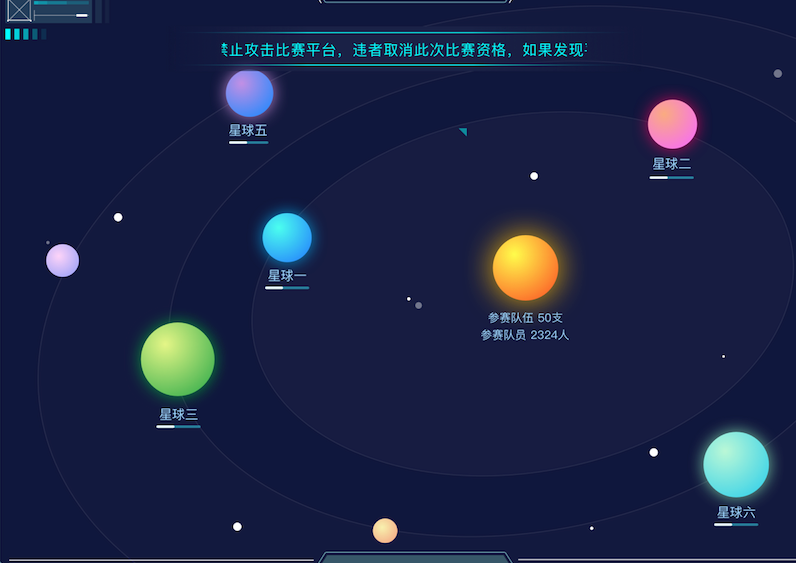 禁止攻击比赛平台，违者取消此次比赛资格，如果发现
星球五
星球二
星球一
参赛队伍 50支
参赛队员 2324人
星球三
星球六